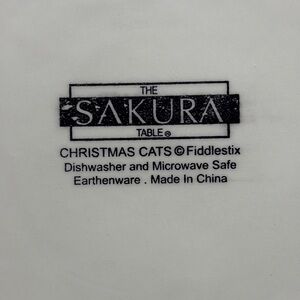 THE
SAKURA
TABLE®
CHRISTMAS CATS © Fiddlestix
Dishwasher and Microwave Safe
Earthenware . Made In China